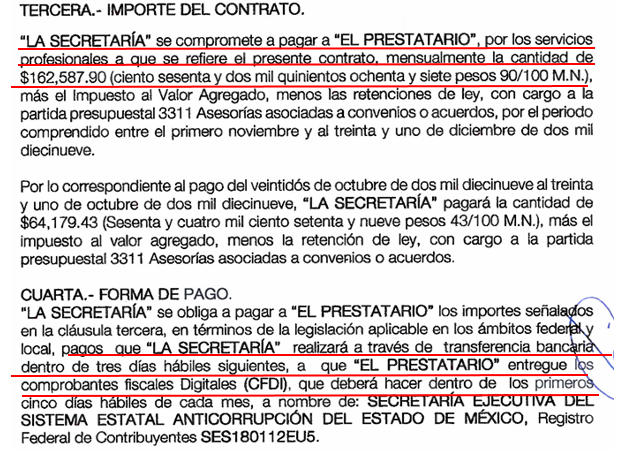 TERCERA.- IMPORTE DEL CONTRATO.
"LA SECRETARÍA" se compromete a pagar a "EL PRESTATARIO", por los servicios
profesionales a que se refiere el presente contrato, mensualmente la cantidad de
$162,587.90 (ciento sesenta y dos mil quinientos ochenta y siete pesos 90/100 M.N.),
más el Impuesto al Valor Agregado, menos las retenciones de ley, con cargo a la
partida presupuestal 3311 Asesorías asociadas a convenios o acuerdos, por el periodo
comprendido entre el primero noviembre y al treinta y uno de diciembre de dos mil
diecinueve.
Por lo correspondiente al pago del veintidós de octubre de dos mil diecinueve al treinta
y uno de octubre de dos mil diecinueve, "LA SECRETARÍA" pagará la cantidad de
$64,179.43 (Sesenta y cuatro mil ciento setenta y nueve pesos 43/100 M.N.), más el
impuesto al valor agregado, menos la retención de ley, con cargo a la partida
presupuestal 3311 Asesorías asociadas a convenios o acuerdos.
CUARTA.- FORMA DE PAGO.
"LA SECRETARÍA" se obliga a pagar a "EL PRESTATARIO" los importes señalados
en la cláusula tercera, en términos de la legislación aplicable en los ámbitos federal y
local, pagos que "LA SECRETARÍA" realizará a través de transferencia bancaria
dentro de tres días hábiles siguientes, a que "EL PRESTATARIO" entregue los
comprobantes fiscales Digitales (CFDI), que deberá hacer dentro de los primeros
cinco días hábiles de cada mes, a nombre de: SECRETARÍA EJECUTIVA DEL
SISTEMA ESTATAL ANTICORRUPCIÓN DEL ESTADO DE MÉXICO, Registro
Federal de Contribuyentes SES180112EU5.